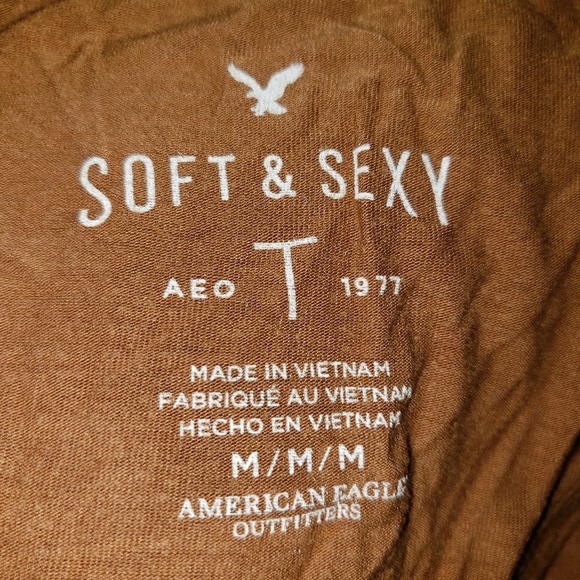 SOFT & SEXY
T
AEO 1977
MADE IN VIETNAM
FABRIQUÉ AU VIETNAM
HECHO EN VIETNAM
M/M/M
AMERICAN EAGLE
OUTFITTERS